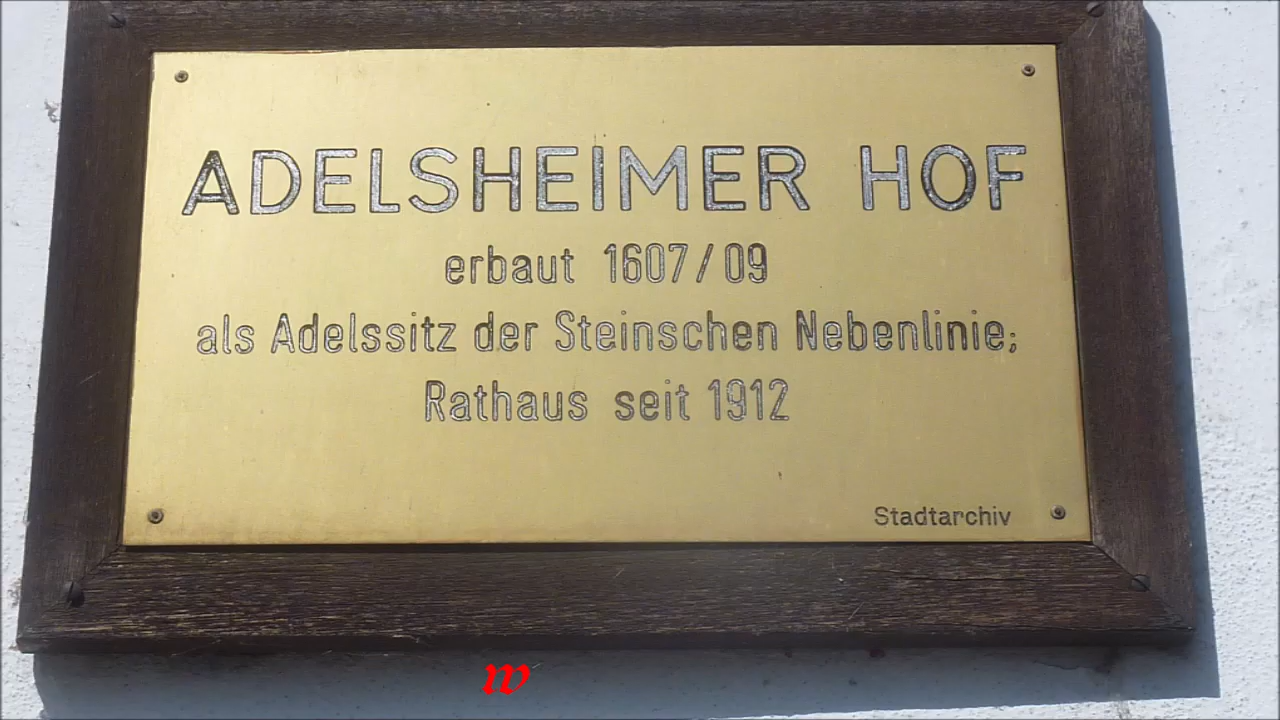 ADELSHEIMER HOF
erbaut 1607/09
als Adelssitz der Steinschen Nebenlinie;
Rathaus seit 1912
Stadtarchiv
w